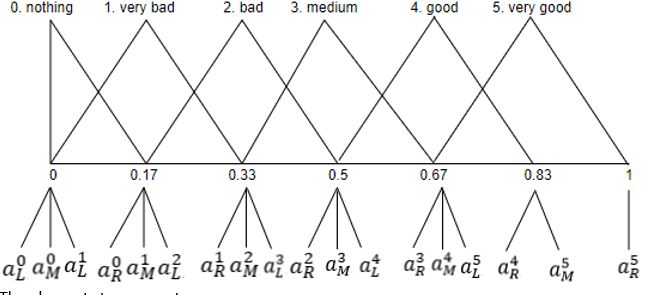 0. nothing 1. very bad 2. bad 3. medium 4. good 5. very good
0 0.17 0.33 0.5 0.67 0.83 1
a_L^0 a_M^0 a_L^1 a_R^0 a_M^1 a_L^2 a_R^1 a_M^2 a_L^3 a_R^2 a_M^3 a_L^4 a_R^3 a_M^4 a_L^5 a_R^4 a_M^5 a_R^5